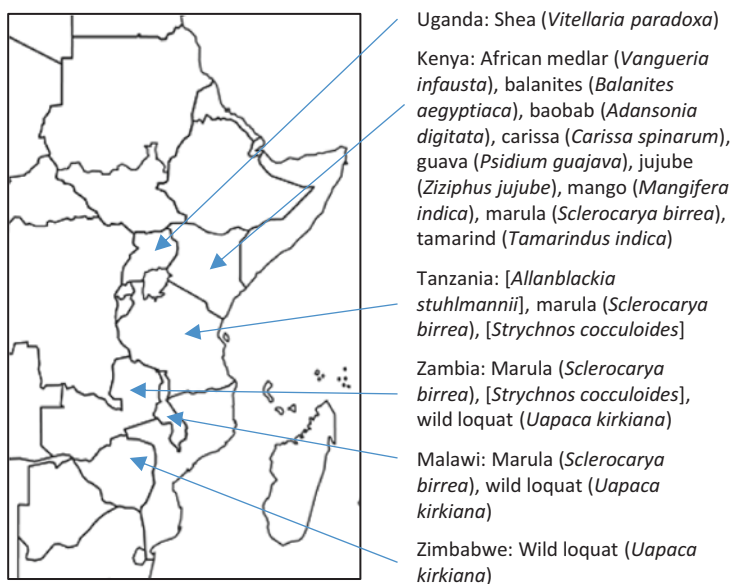 Uganda: Shea (Vitellaria paradoxa)
Kenya: African medlar (Vangueria
infausta), balanites (Balanites
aegyptiaca), baobab (Adansonia
digitata), carissa (Carissa spinarum),
guava (Psidium guajava), jujube
(Ziziphus jujube), mango (Mangifera
indica), marula (Sclerocarya birrea),
tamarind (Tamarindus indica)
Tanzania: [Allanblackia
stuhlmannii], marula (Sclerocarya
birrea), [Strychnos cocculoides]
Zambia: Marula (Sclerocarya
birrea), [Strychnos cocculoides],
wild loquat (Uapaca kirkiana)
Malawi: Marula (Sclerocarya
birrea), wild loquat (Uapaca
kirkiana)
Zimbabwe: Wild loquat (Uapaca
kirkiana)